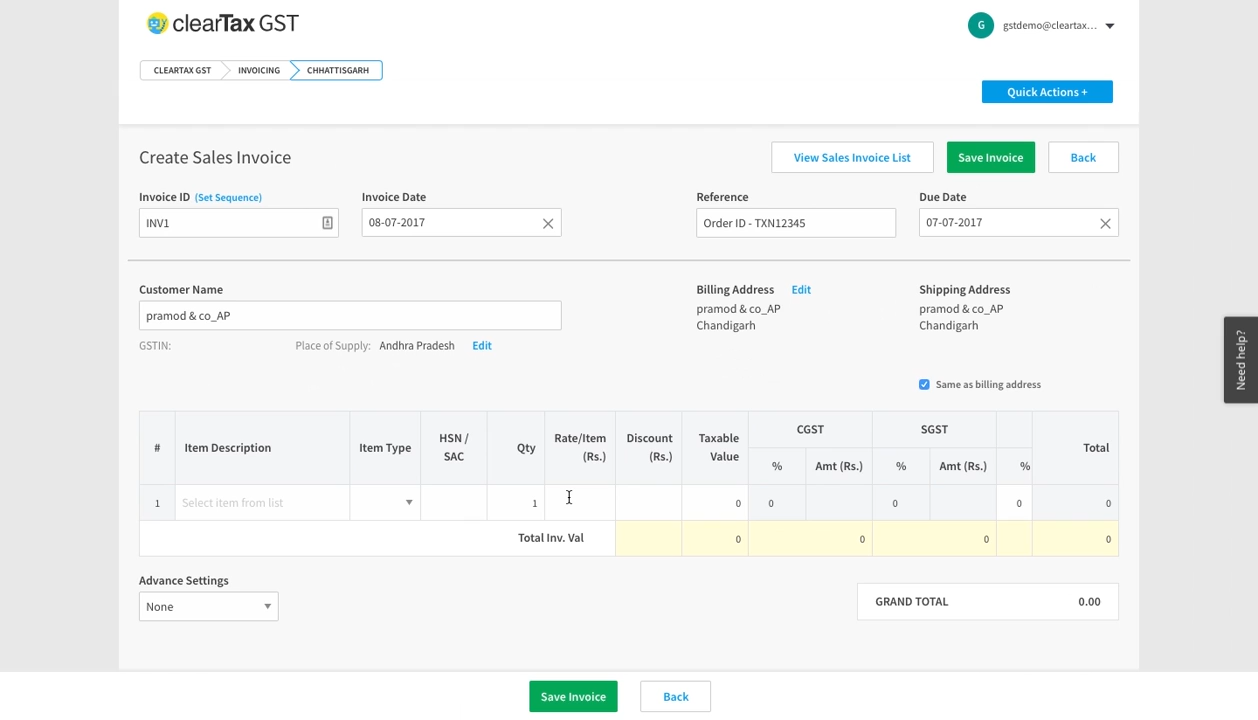 clearTax GST
G gstdemo@cleartax...
CLEARTAX GST INVOICING CHHATTISGARH
Quick Actions +
Create Sales Invoice
View Sales Invoice List
Save Invoice
Back
Invoice ID (Set Sequence)
Invoice Date
Reference
Due Date
INV1
08-07-2017
Order ID - TXN12345
07-07-2017
Customer Name
Billing Address Edit
Shipping Address
pramod & co_AP
pramod & co_AP
Chandigarh
pramod & co_AP
Chandigarh
GSTIN:
Place of Supply: Andhra Pradesh Edit
Same as billing address
Need help?
# Item Description Item Type HSN / SAC Qty Rate/Item (Rs.) Discount (Rs.) Taxable Value CGST SGST Total
% Amt (Rs.) % Amt (Rs.) %
1 Select item from list 1 0 0 0 0 0
Total Inv. Val 0 0 0 0
Advance Settings
None
GRAND TOTAL 0.00
Save Invoice
Back